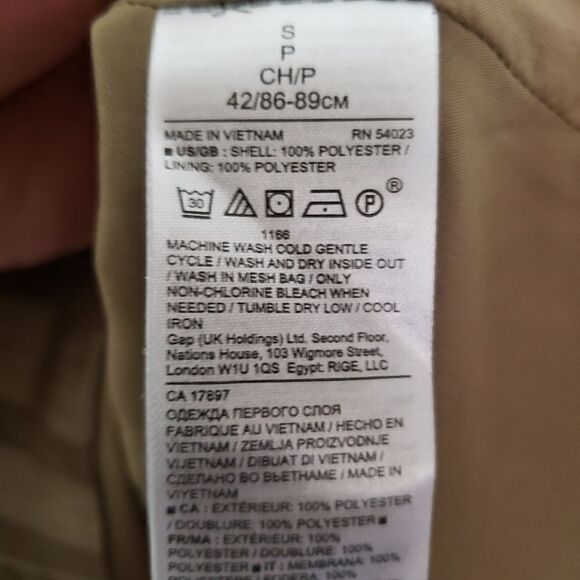 S
P
CH/P
42/86-89CM
MADE IN VIETNAM RN 54023
■ US/GB : SHELL: 100% POLYESTER /
LINING: 100% POLYESTER
30 P ®
1166
MACHINE WASH COLD GENTLE
CYCLE / WASH AND DRY INSIDE OUT
/ WASH IN MESH BAG / ONLY
NON-CHLORINE BLEACH WHEN
NEEDED / TUMBLE DRY LOW / COOL
IRON
Gap (UK Holdings) Ltd. Second Floor,
Nations House, 103 Wigmore Street,
London W1U 1QS Egypt: RIGE, LLC
CA 17897
ОДЕЖДА ПЕРВОГО СЛОЯ
FABRIQUE AU VIETNAM / HECHO EN
VIETNAM / ZEMLJA PROIZVODNJE
VIJETNAM / DIBUAT DI VIETNAM /
СДЕЛАНО ВО ВЬЕТНАМЕ / MADE IN
VIYETNAM
■ CA : EXTÉRIEUR: 100% POLYESTER
/ DOUBLURE: 100% POLYESTER ■
FR/MA : EXTÉRIEUR: 100%
POLYESTER / DOUBLURE: 100%
POLYESTER ■ IT : MEMBRANA: 100%
POLIESTERE / FODERA: 100%